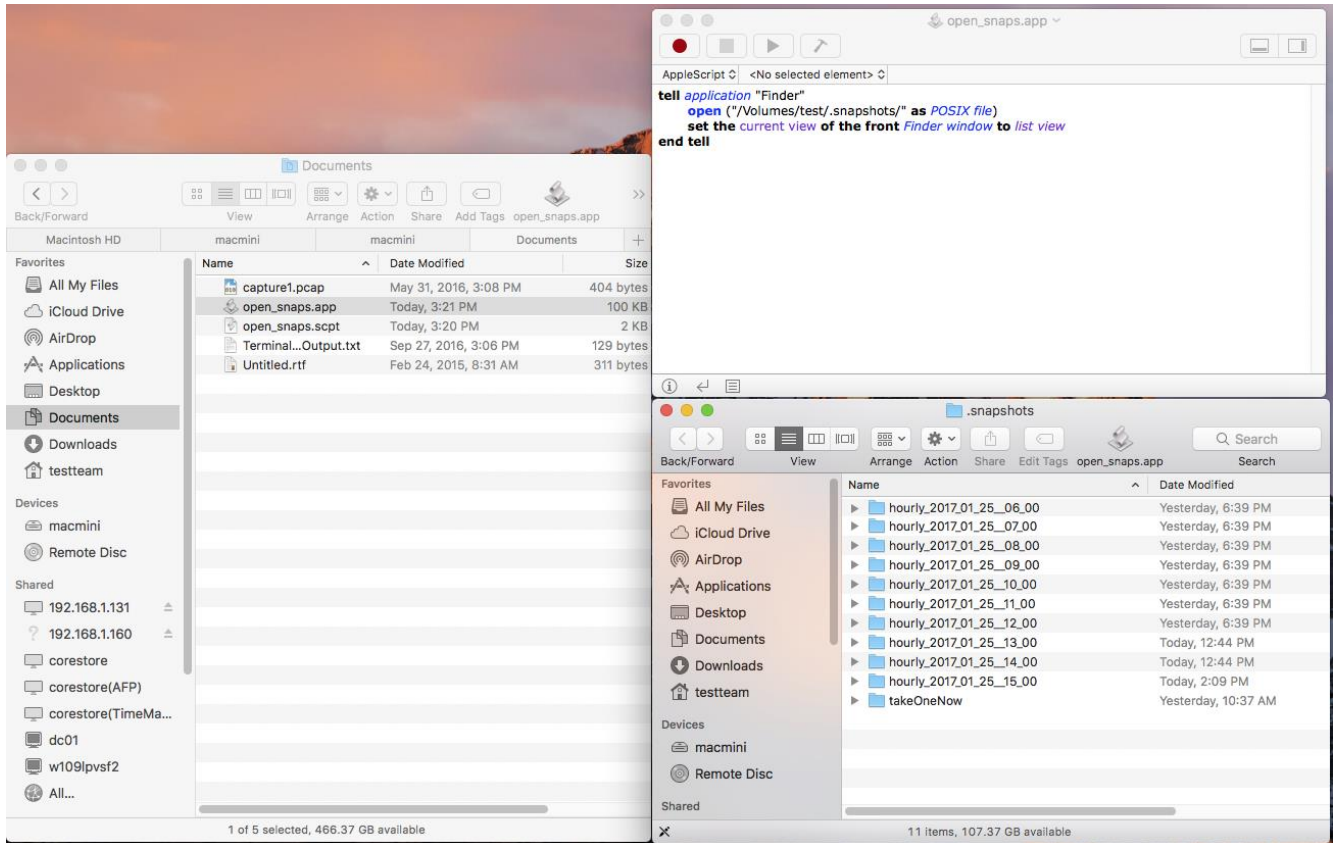 open_snaps.app
AppleScript <No selected element>
tell application "Finder"
open ("/Volumes/test/.snapshots/" as POSIX file)
set the current view of the front Finder window to list view
end tell
Documents
Back/Forward View Arrange Action Share Add Tags open_snaps.app
Macintosh HD macmini macmini Documents
Favorites
All My Files
iCloud Drive
AirDrop
Applications
Desktop
Documents
Downloads
testteam
Devices
macmini
Remote Disc
Shared
192.168.1.131
192.168.1.160
corestore
corestore(AFP)
corestore(TimeMa...
dc01
w109lpvsf2
All...
Name Date Modified Size
capture1.pcap May 31, 2016, 3:08 PM 404 bytes
open_snaps.app Today, 3:21 PM 100 KB
open_snaps.scpt Today, 3:20 PM 2 KB
Terminal...Output.txt Sep 27, 2016, 3:06 PM 129 bytes
Untitled.rtf Feb 24, 2015, 8:31 AM 311 bytes
1 of 5 selected, 466.37 GB available
.snapshots
Search
Back/Forward View Arrange Action Share Edit Tags open_snaps.app Search
Favorites
All My Files
iCloud Drive
AirDrop
Applications
Desktop
Documents
Downloads
testteam
Devices
macmini
Remote Disc
Shared
Name Date Modified
hourly_2017_01_25__06_00 Yesterday, 6:39 PM
hourly_2017_01_25__07_00 Yesterday, 6:39 PM
hourly_2017_01_25__08_00 Yesterday, 6:39 PM
hourly_2017_01_25__09_00 Yesterday, 6:39 PM
hourly_2017_01_25__10_00 Yesterday, 6:39 PM
hourly_2017_01_25__11_00 Yesterday, 6:39 PM
hourly_2017_01_25__12_00 Yesterday, 6:39 PM
hourly_2017_01_25__13_00 Today, 12:44 PM
hourly_2017_01_25__14_00 Today, 12:44 PM
hourly_2017_01_25__15_00 Today, 2:09 PM
takeOneNow Yesterday, 10:37 AM
11 items, 107.37 GB available